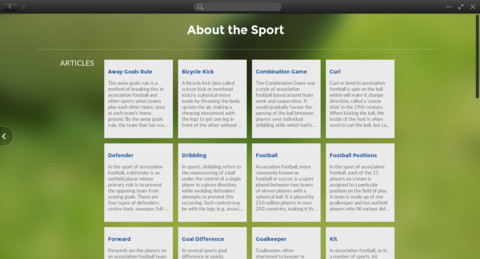 About the Sport
ARTICLES
Away Goals Rule
The away goals rule is a
method of breaking ties in
association football and
other sports when teams
play each other twice, once
at each team's home
ground. By the away goals
rule, the team that has sco...
Bicycle Kick
A bicycle kick (also called
scissor kick or overhead
kick) is a physical move
made by throwing the body
up into the air, making a
shearing movement with
the legs to get one leg in
front of the other without ...
Combination Game
The Combination Game was
a style of association
football based around team
work and cooperation. It
would gradually favour the
passing of the ball between
players over individual
dribbling skills which had b...
Curl
Curl or bend in association
football is spin on the ball
which will make it change
direction, called a 'screw
shot' in the 19th century.
When kicking the ball, the
inside of the foot is often
used to curl the ball, but ca...
Defender
In the sport of association
football, a defender is an
outfield player whose
primary role is to prevent
the opposing team from
scoring goals. There are
four types of defenders:
centre-back, sweeper, full-...
Dribbling
In sports, dribbling refers to
the maneuvering of a ball
under the control of a single
player in a given direction,
while avoiding defenders'
attempts to prevent this
occurring. Such control may
be with the legs (e.g. associ...
Football
Association football, more
commonly known as
football or soccer, is a sport
played between two teams
of eleven players with a
spherical ball. It is played by
250 million players in over
200 countries, making it th...
Football Positions
In the sport of association
football, each of the 11
players on a team is
assigned to a particular
position on the field of play.
A team is made up of one
goalkeeper and ten outfield
players who fill various def...
Forward
Forwards are the players on
an association football team
Goal Difference
In several sports goal
difference or points
Goalkeeper
Goalkeeper, often
shortened to keeper or
Kit
In association football, as in
a number of sports, kit